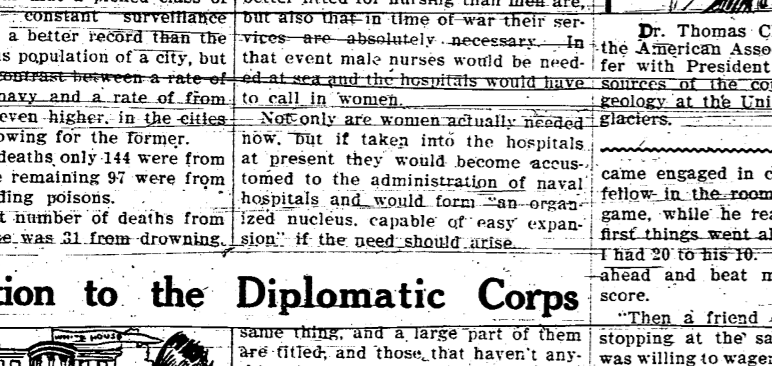 constant surveillance
a better record than the
population of a city, but
contrast between a rate of
navy and a rate of from
even higher, in the cities
owing for the former.
deaths only 144 were from
remaining 97 were from
ding poisons.
number of deaths from
was 31 from drowning.
better fitted for nursing than men are,
but also that in time of war their ser-
vices are absolutely necessary. In
that event male nurses would be need-
ed at sea and the hospitals would have
to call in women.
Not only are women actually needed
now, but if taken into the hospitals
at present they would become accus-
tomed to the administration of naval
hospitals and would form "an organ-
ized nucleus, capable of easy expan-
sion" if the need should arise.
Dr. Thomas C
the American Asso
fer with President
sources of the co
geology at the Uni
glaciers.
came engaged in c
fellow in the room
game, while he rea
first things went al
I had 20 to his 10.
ahead and beat m
score.
"Then a friend
stopping at the sa
was willing to wager
tion to the Diplomatic Corps
WHITE HOUSE
same thing, and a large part of them
are titled, and those that haven't any-